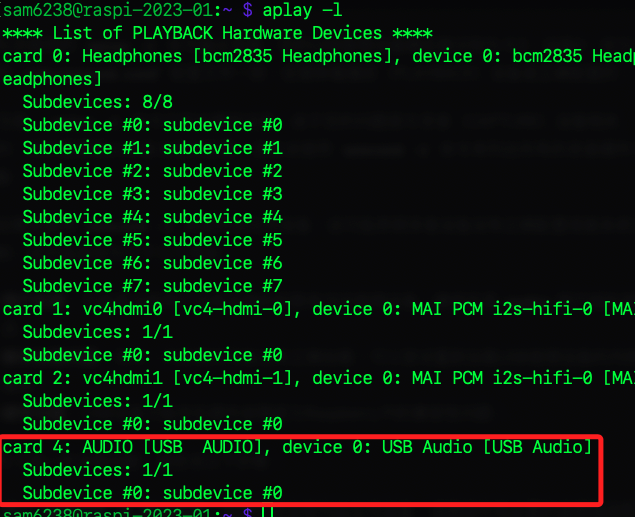 [sam6238@raspi-2023-01:~ $ aplay -l
**** List of PLAYBACK Hardware Devices ****
card 0: Headphones [bcm2835 Headphones], device 0: bcm2835 Headp
eadphones]
  Subdevices: 8/8
  Subdevice #0: subdevice #0
  Subdevice #1: subdevice #1
  Subdevice #2: subdevice #2
  Subdevice #3: subdevice #3
  Subdevice #4: subdevice #4
  Subdevice #5: subdevice #5
  Subdevice #6: subdevice #6
  Subdevice #7: subdevice #7
card 1: vc4hdmi0 [vc4-hdmi-0], device 0: MAI PCM i2s-hifi-0 [MA
  Subdevices: 1/1
  Subdevice #0: subdevice #0
card 2: vc4hdmi1 [vc4-hdmi-1], device 0: MAI PCM i2s-hifi-0 [MA
  Subdevices: 1/1
  Subdevice #0: subdevice #0
card 4: AUDIO [USB  AUDIO], device 0: USB Audio [USB Audio]
  Subdevices: 1/1
  Subdevice #0: subdevice #0
sam6238@raspi-2023-01:~ $